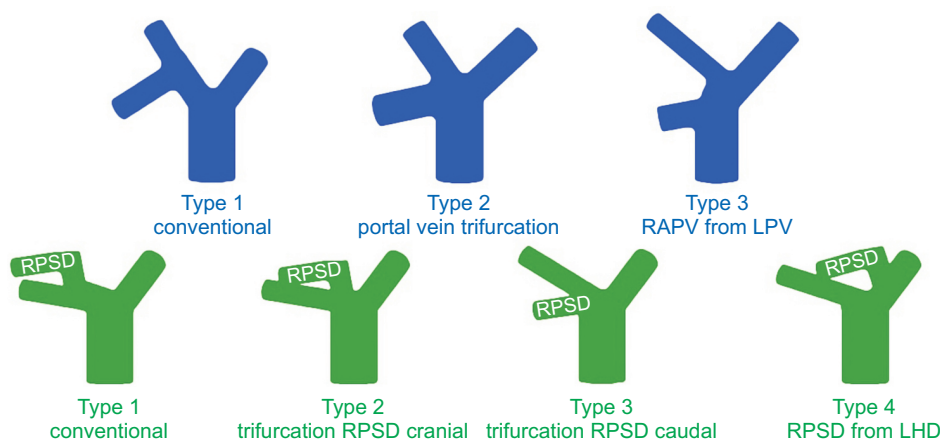 Type 1
conventional
Type 2
portal vein trifurcation
Type 3
RAPV from LPV
RPSD
RPSD
RPSD
RPSD
Type 1
conventional
Type 2
trifurcation RPSD cranial
Type 3
trifurcation RPSD caudal
Type 4
RPSD from LHD